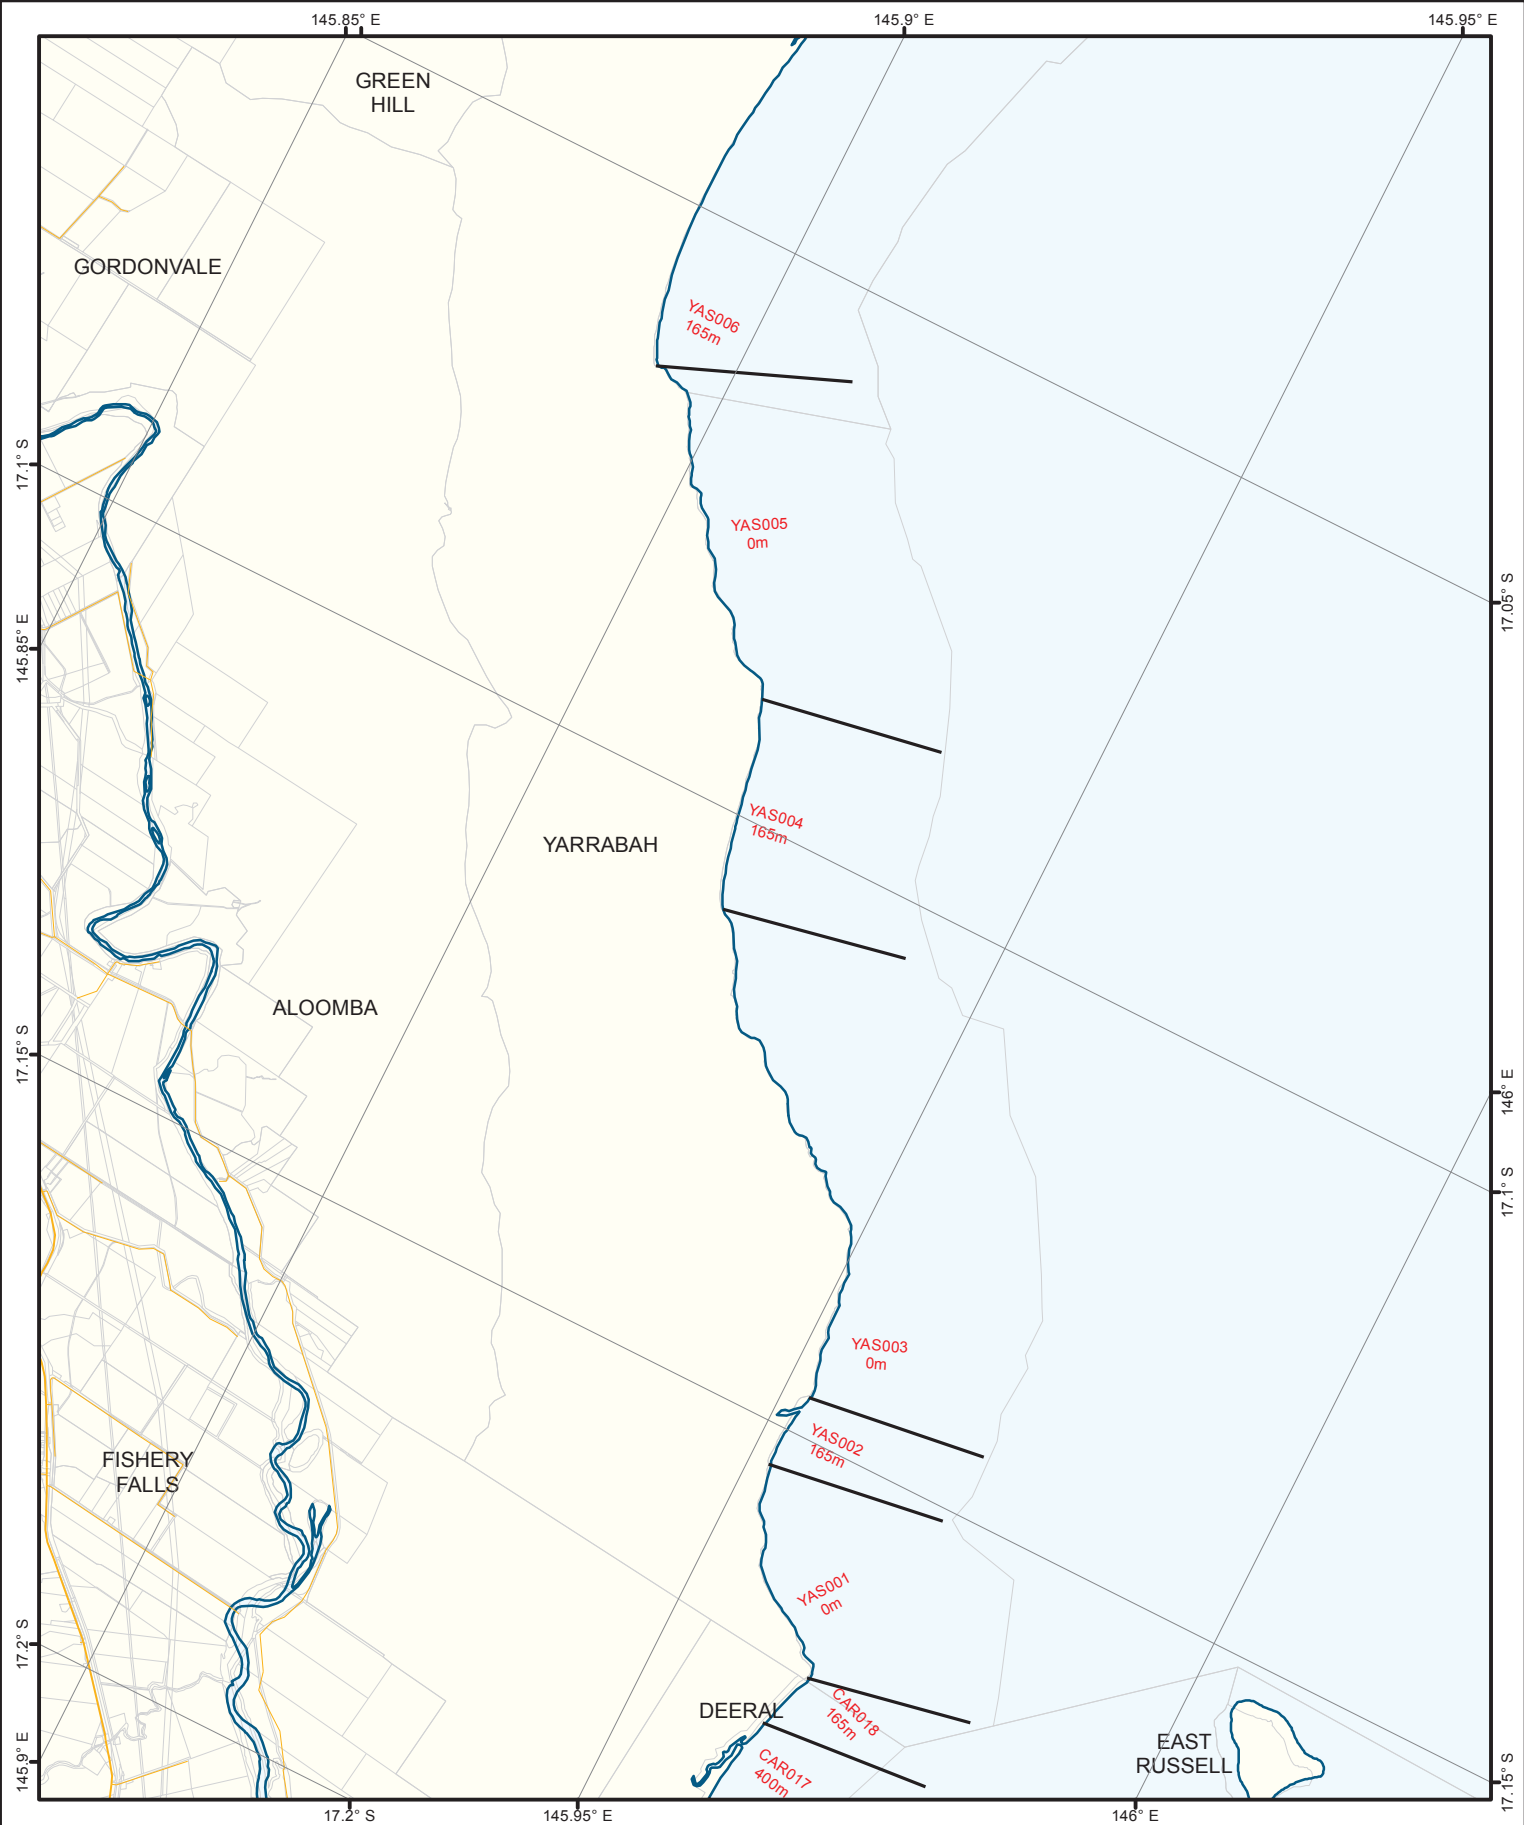 145.85° E
145.9° E
145.95° E
GREEN
HILL
GORDONVALE
YAS006
165m
17.1° S
YAS005
0m
17.05° S
145.85° E
YAS004
165m
YARRABAH
ALOOMBA
17.15° S
146° E
17.1° S
YAS003
0m
YAS002
165m
FISHERY
FALLS
YAS001
0m
17.2° S
DEERAL
CAR018
165m
EAST
RUSSELL
CAR017
400m
145.9° E
17.15° S
17.2° S
145.95° E
146° E